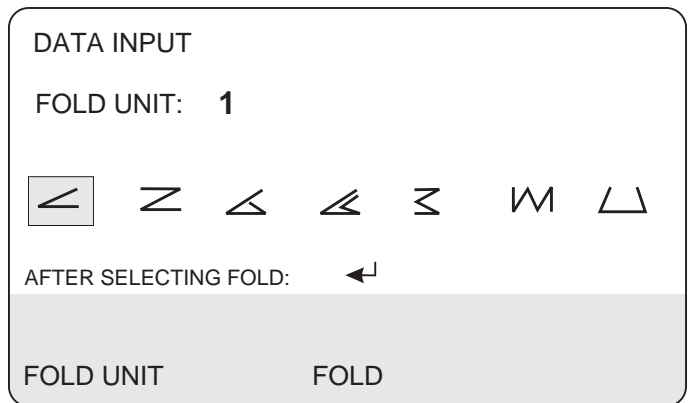 DATA INPUT
FOLD UNIT: 1
AFTER SELECTING FOLD:
FOLD UNIT FOLD